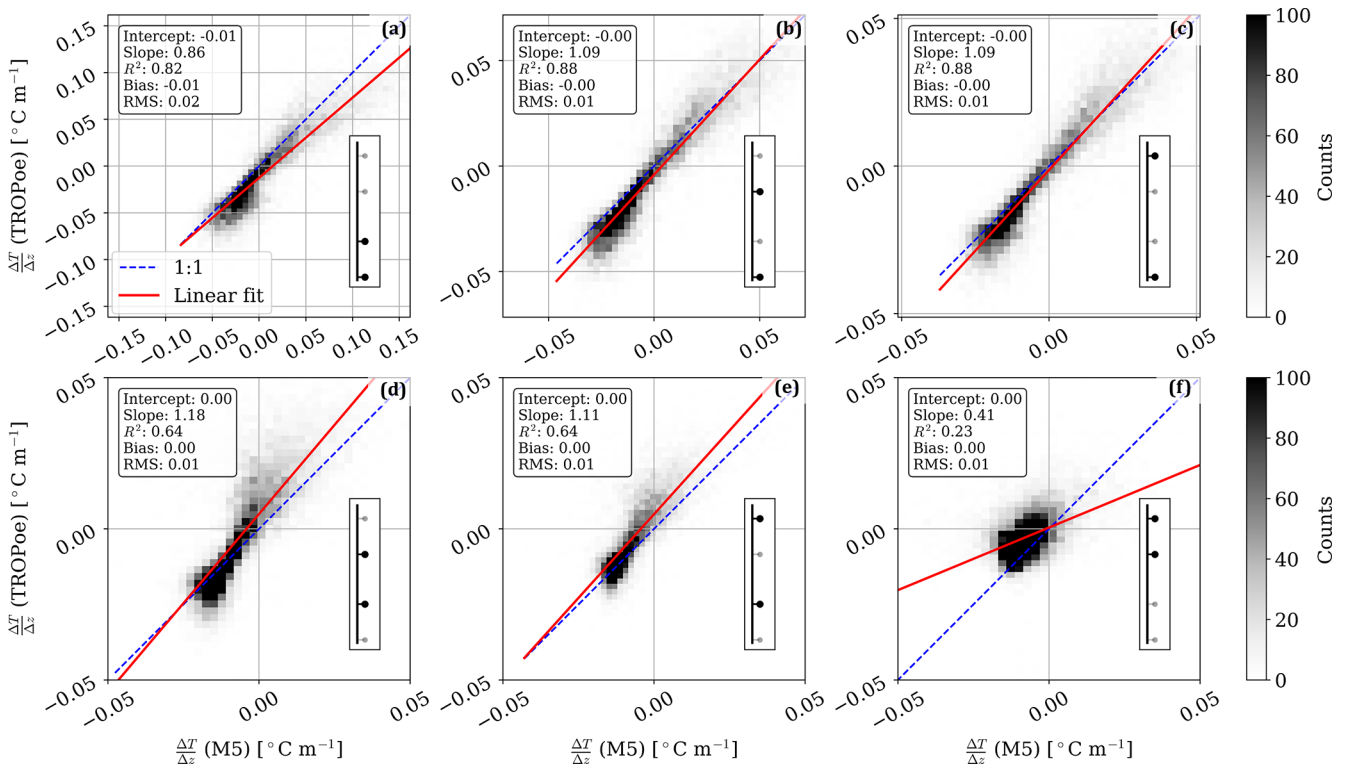 (a)
Intercept: -0.01
Slope: 0.86
R²: 0.82
Bias: -0.01
RMS: 0.02
0.15
0.10
0.05
0.00
−0.05
−0.10
−0.15
ΔT/Δz (TROPoe) [°C m⁻¹]
1:1
Linear fit
−0.15
−0.10
−0.05
0.00
0.05
0.10
0.15
(b)
Intercept: -0.00
Slope: 1.09
R²: 0.88
Bias: -0.00
RMS: 0.01
0.05
0.00
−0.05
−0.05
0.00
0.05
(c)
Intercept: -0.00
Slope: 1.09
R²: 0.88
Bias: -0.00
RMS: 0.01
0.05
0.00
−0.05
−0.05
0.00
0.05
100
80
60
40
20
0
Counts
(d)
Intercept: 0.00
Slope: 1.18
R²: 0.64
Bias: 0.00
RMS: 0.01
0.05
0.00
−0.05
ΔT/Δz (TROPoe) [°C m⁻¹]
−0.05
0.00
0.05
ΔT/Δz (M5) [°C m⁻¹]
(e)
Intercept: 0.00
Slope: 1.11
R²: 0.64
Bias: 0.00
RMS: 0.01
0.05
0.00
−0.05
−0.05
0.00
0.05
ΔT/Δz (M5) [°C m⁻¹]
(f)
Intercept: 0.00
Slope: 0.41
R²: 0.23
Bias: 0.00
RMS: 0.01
0.05
0.00
−0.05
−0.05
0.00
0.05
ΔT/Δz (M5) [°C m⁻¹]
100
80
60
40
20
0
Counts